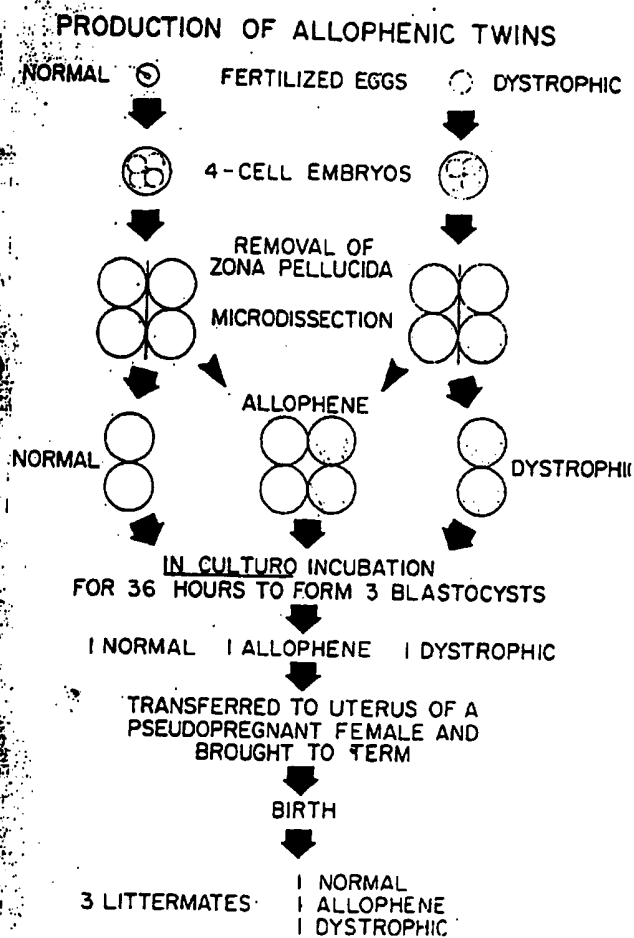 PRODUCTION OF ALLOPHENIC TWINS
NORMAL FERTILIZED EGGS DYSTROPHIC
4-CELL EMBRYOS
REMOVAL OF
ZONA PELLUCIDA
MICRODISSECTION
ALLOPHENE
NORMAL DYSTROPHI
IN CULTURO INCUBATION
FOR 36 HOURS TO FORM 3 BLASTOCYSTS
1 NORMAL 1 ALLOPHENE 1 DYSTROPHIC
TRANSFERRED TO UTERUS OF A
PSEUDOPREGNANT FEMALE AND
BROUGHT TO TERM
BIRTH
1 NORMAL
3 LITTERMATES 1 ALLOPHENE
1 DYSTROPHIC